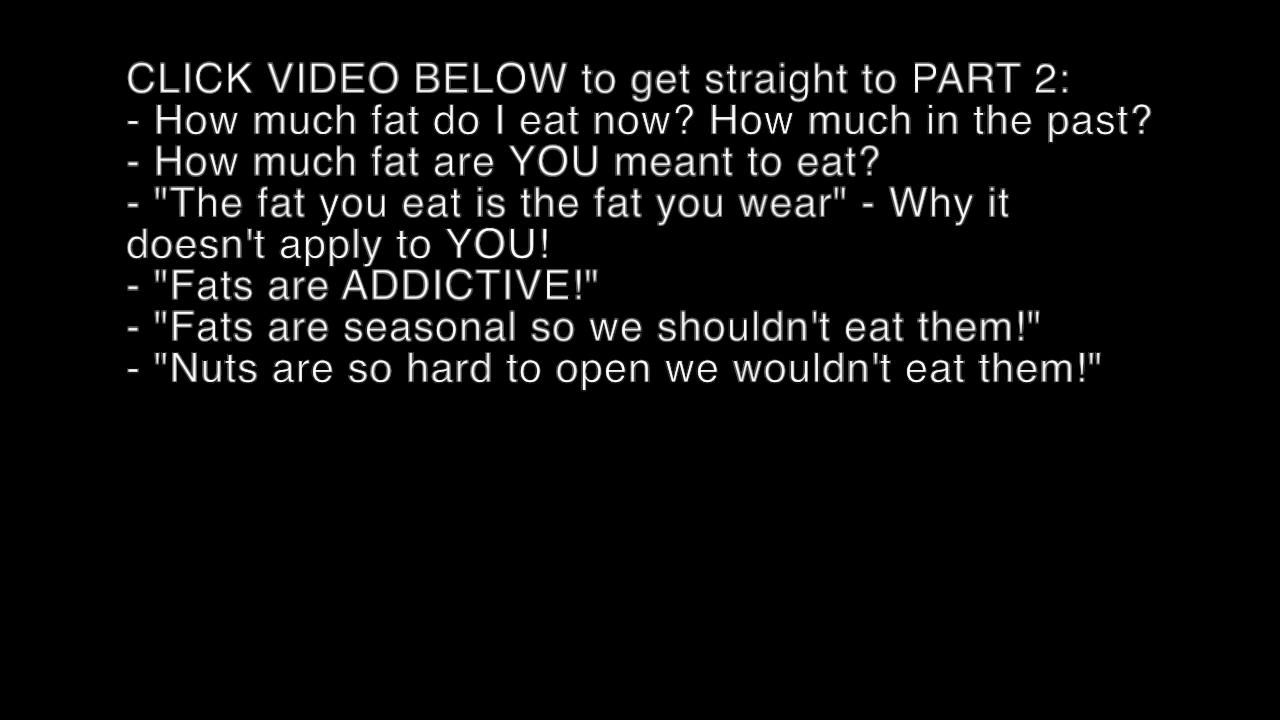 CLICK VIDEO BELOW to get straight to PART 2:
- How much fat do I eat now? How much in the past?
- How much fat are YOU meant to eat?
- "The fat you eat is the fat you wear" - Why it
doesn't apply to YOU!
- "Fats are ADDICTIVE!"
- "Fats are seasonal so we shouldn't eat them!"
- "Nuts are so hard to open we wouldn't eat them!"